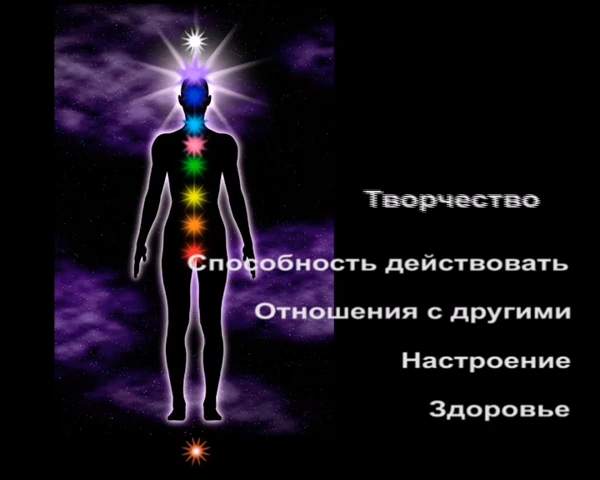 Творчество
Способность действовать
Отношения с другими
Настроение
Здоровье